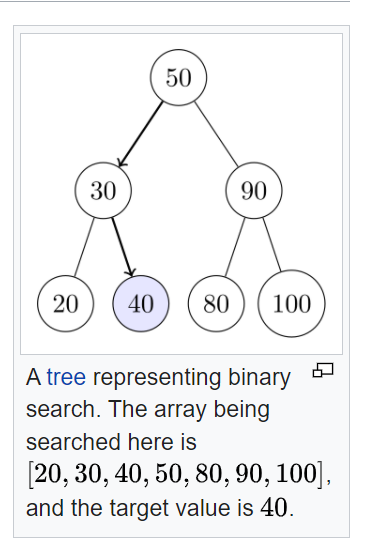 50
30 90
20 40 80 100
A tree representing binary
search. The array being
searched here is
[20, 30, 40, 50, 80, 90, 100],
and the target value is 40.